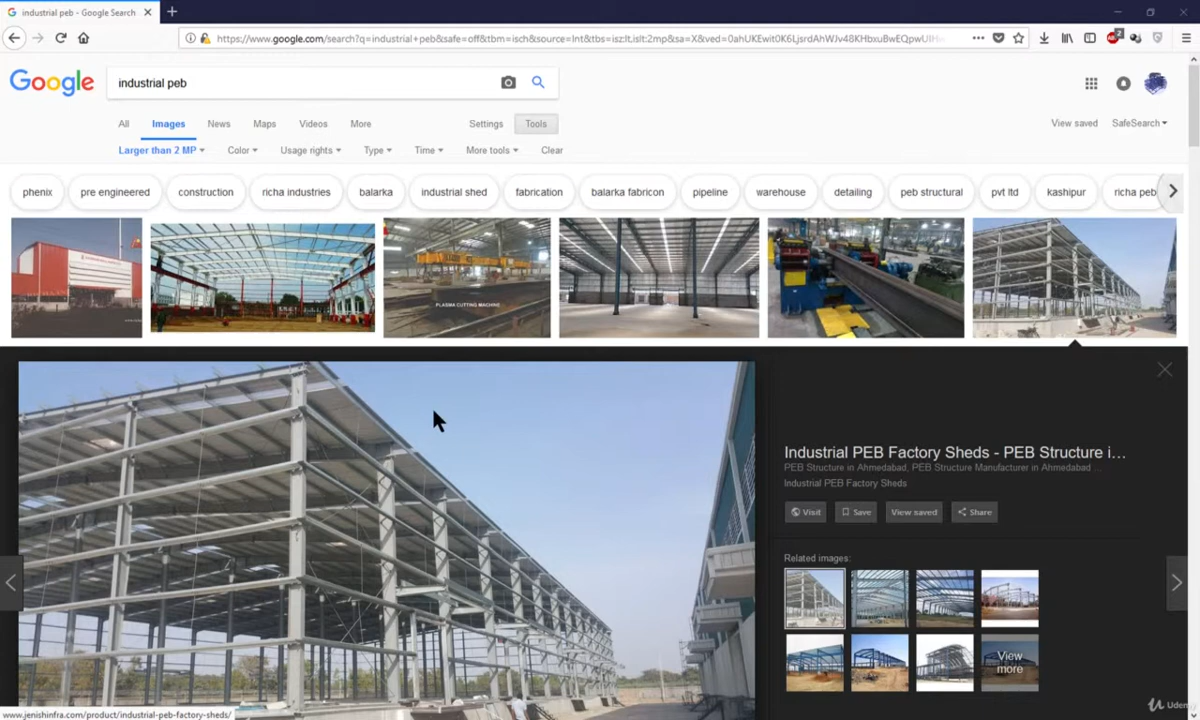 industrial peb - Google Search
https://www.google.com/search?q=industrial+peb&safe=off&tbm=isch&source=lnt&tbs=isz:lt,islt:2mp&sa=X&ved=
Google
industrial peb
All Images News Maps Videos More Settings Tools
View saved SafeSearch
Larger than 2 MP Color Usage rights Type Time More tools Clear
phenix pre engineered construction richa industries balarka industrial shed fabrication balarka fabricon pipeline warehouse detailing peb structural pvt ltd kashipur richa peb
PLASMA CUTTING MACHINE
Industrial PEB Factory Sheds - PEB Structure i...
PEB Structure in Ahmedabad, PEB Structure Manufacturer in Ahmedabad ...
Industrial PEB Factory Sheds
Visit Save View saved Share
Related images:
View more
www.jenishinfra.com/product/industrial-peb-factory-sheds/
Udemy